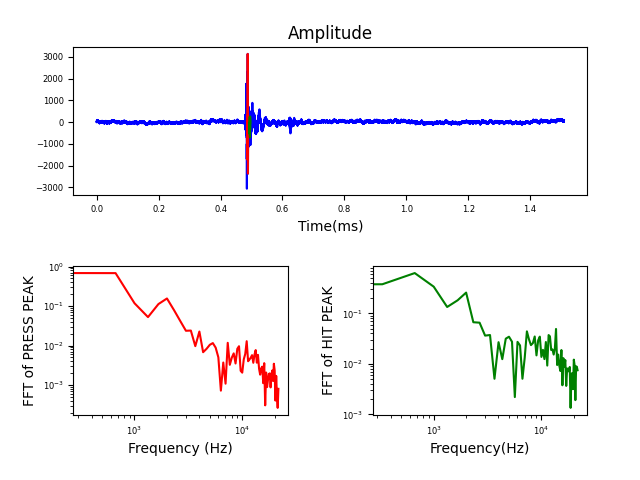 Amplitude
3000
2000
1000
0
−1000
−2000
−3000
0.0 0.2 0.4 0.6 0.8 1.0 1.2 1.4
Time(ms)
FFT of PRESS PEAK
10⁰
10⁻¹
10⁻²
10⁻³
10³ 10⁴
Frequency (Hz)
FFT of HIT PEAK
10⁻¹
10⁻²
10⁻³
10³ 10⁴
Frequency(Hz)